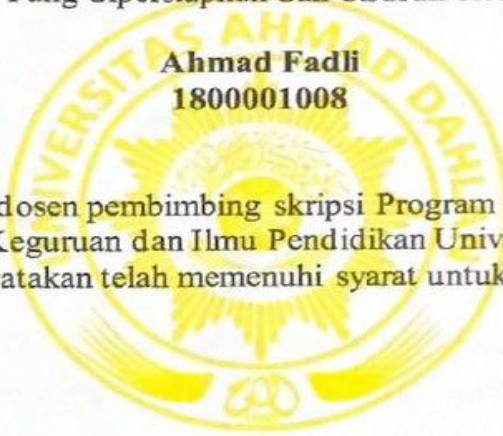 Ahmad Fadli
1800001008
UNIVERSITAS AHMAD DAHLAN
dosen pembimbing skripsi Program
Keguruan dan Ilmu Pendidikan Univ
atakan telah memenuhi syarat untuk